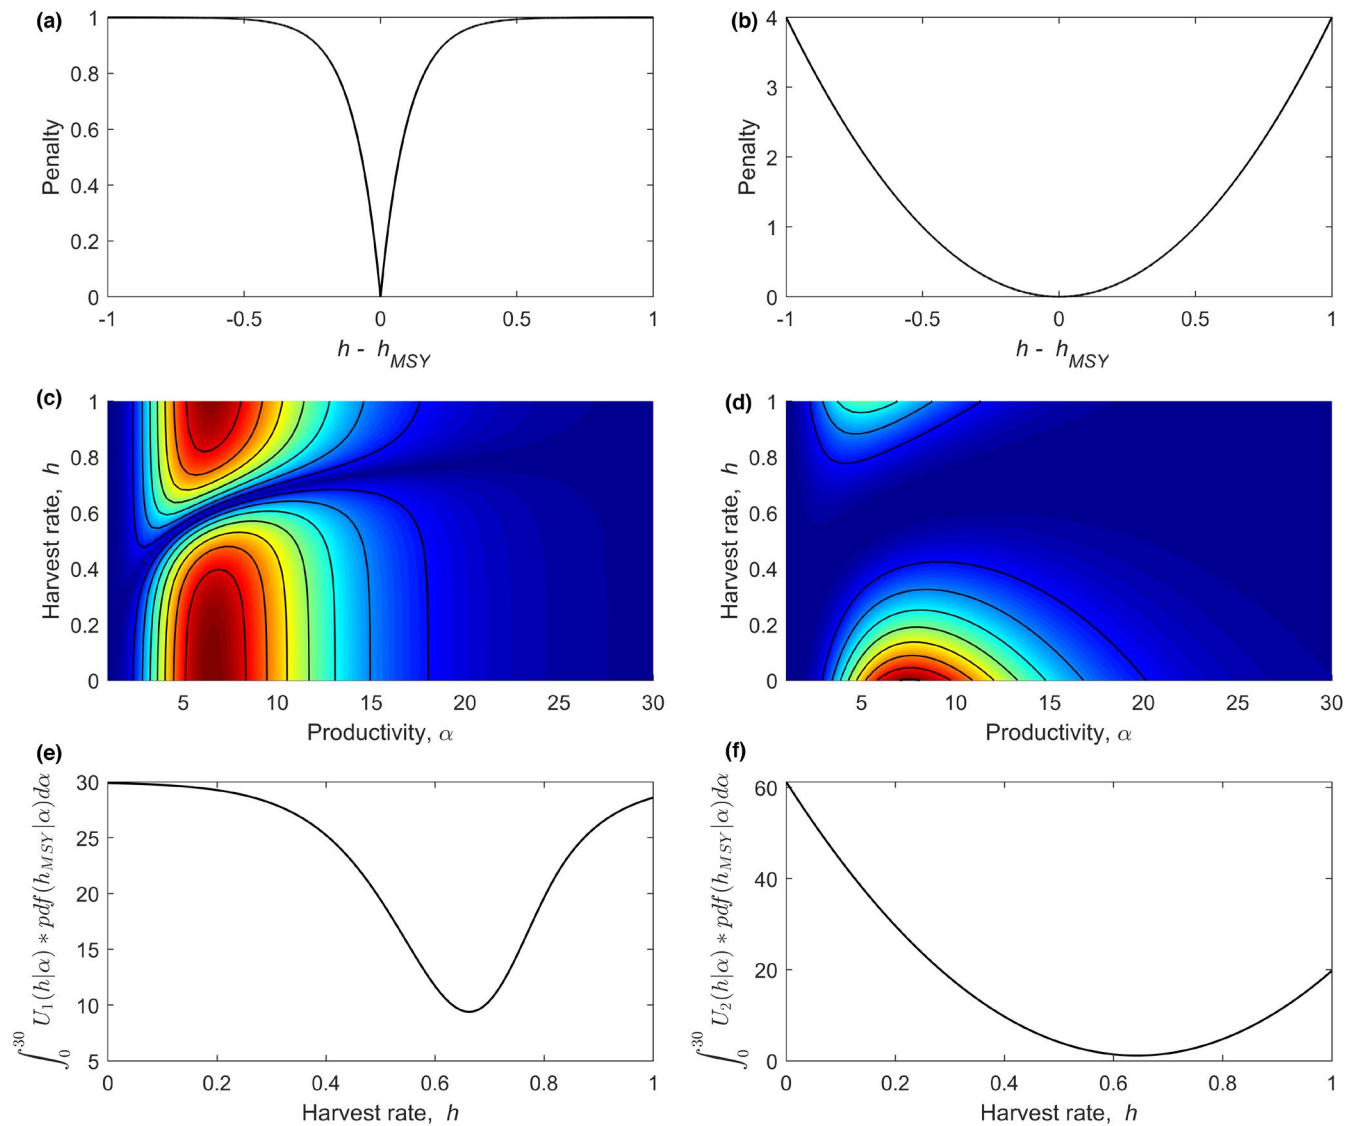 (a)
1
0.8
0.6
0.4
0.2
0
Penalty
-1 -0.5 0 0.5 1
h - h_MSY
(b)
4
3
2
1
0
Penalty
-1 -0.5 0 0.5 1
h - h_MSY
(c)
1
0.8
0.6
0.4
0.2
0
Harvest rate, h
5 10 15 20 25 30
Productivity, α
(d)
1
0.8
0.6
0.4
0.2
0
Harvest rate, h
5 10 15 20 25 30
Productivity, α
(e)
30
25
20
15
10
5
∫_0^30 U_1(h|α) * pdf(h_MSY|α)dα
0 0.2 0.4 0.6 0.8 1
Harvest rate, h
(f)
60
40
20
0
∫_0^30 U_2(h|α) * pdf(h_MSY|α)dα
0 0.2 0.4 0.6 0.8 1
Harvest rate, h